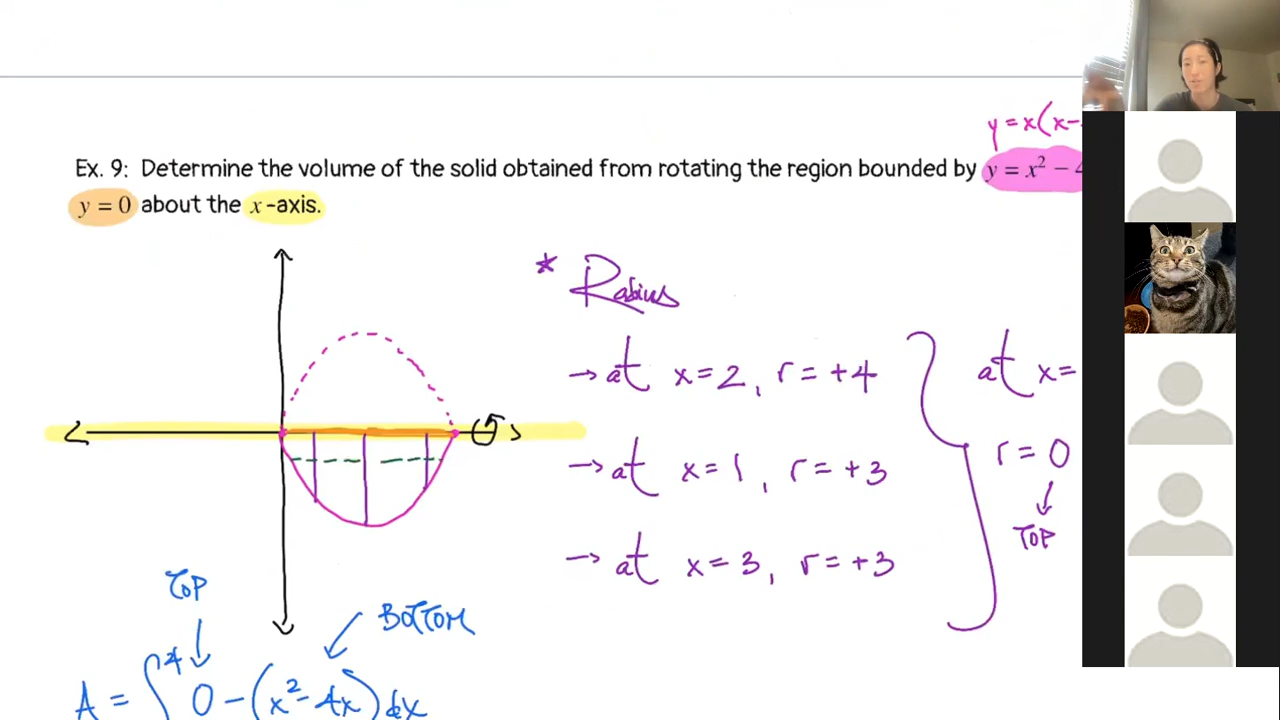 y = x(x-
Ex. 9: Determine the volume of the solid obtained from rotating the region bounded by y = x² − 4
y = 0 about the x-axis.
* Radius
→ at x = 2, r = +4
→ at x = 1, r = +3
→ at x = 3, r = +3
at x =
r = 0
↓
TOP
TOP
↓
BOTTOM
A = ∫⁴ 0 − (x² − 4x) dx